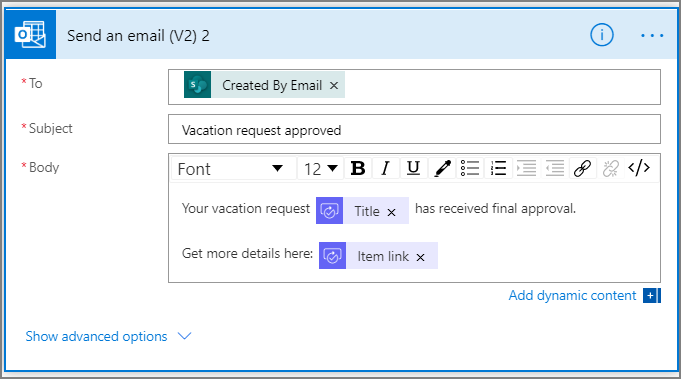 Send an email (V2) 2
* To
Created By Email ×
* Subject
Vacation request approved
* Body
Font 12 B I U </>
Your vacation request Title × has received final approval.
Get more details here: Item link ×
Add dynamic content
Show advanced options